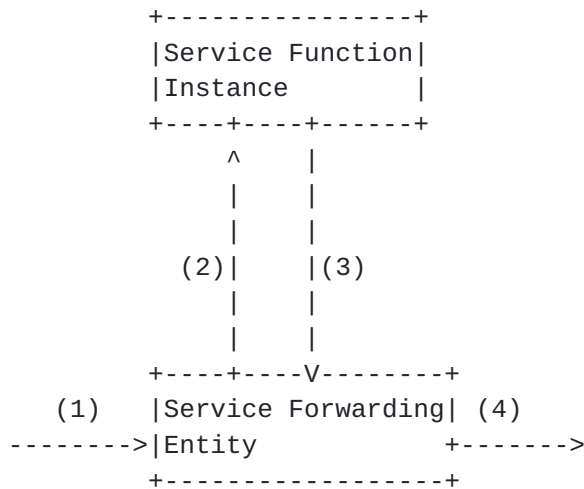 Service Function
Instance
(2) (3)
(1) Service Forwarding (4)
Entity